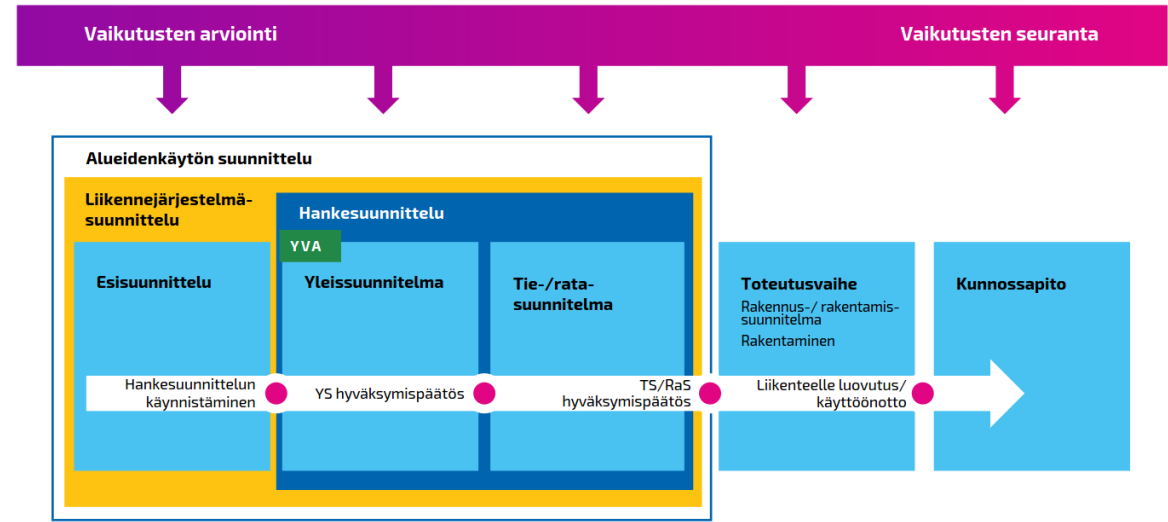 Vaikutusten arviointi
Vaikutusten seuranta
Alueidenkäytön suunnittelu
Liikennejärjestelmä-
suunnittelu
Hankesuunnittelu
YVA
Esisuunnittelu
Yleissuunnitelma
Tie-/rata-
suunnitelma
Toteutusvaihe
Rakennus-/ rakentamis-
suunnitelma
Rakentaminen
Kunnossapito
Hankesuunnittelun
käynnistäminen
YS hyväksymispäätös
TS/RaS
hyväksymispäätös
Liikenteelle luovutus/
käyttöönotto